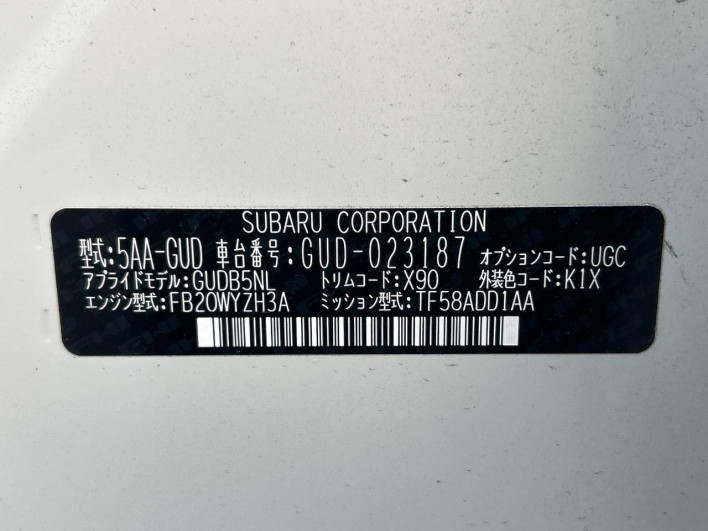 SUBARU CORPORATION
型式:5AA-GUD 車台番号:GUD-023187 オプションコード:UGC
アプライドモデル:GUDB5NL トリムコード:X90 外装色コード:K1X
エンジン型式:FB20WYZH3A ミッション型式:TF58ADD1AA